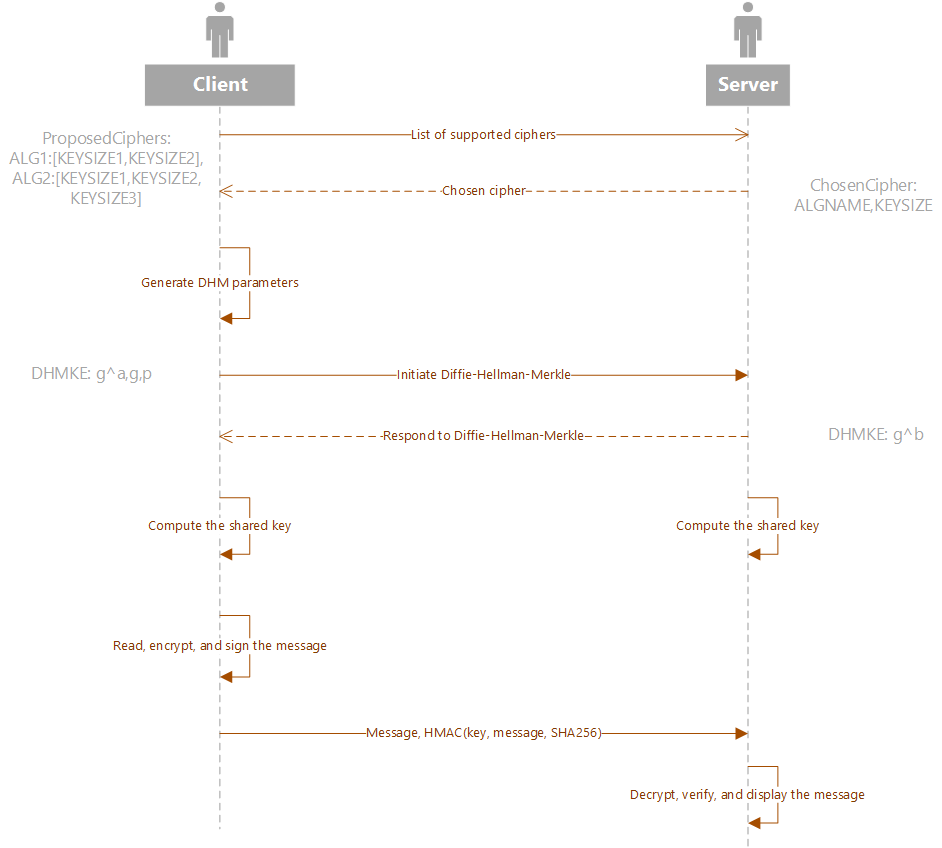 Client
Server
List of supported ciphers
ProposedCiphers:
ALG1:[KEYSIZE1,KEYSIZE2],
ALG2:[KEYSIZE1,KEYSIZE2,
KEYSIZE3]
Chosen cipher
ChosenCipher:
ALGNAME,KEYSIZE
Generate DHM parameters
DHMKE: g^a,g,p
Initiate Diffie-Hellman-Merkle
Respond to Diffie-Hellman-Merkle
DHMKE: g^b
Compute the shared key
Compute the shared key
Read, encrypt, and sign the message
Message, HMAC(key, message, SHA256)
Decrypt, verify, and display the message